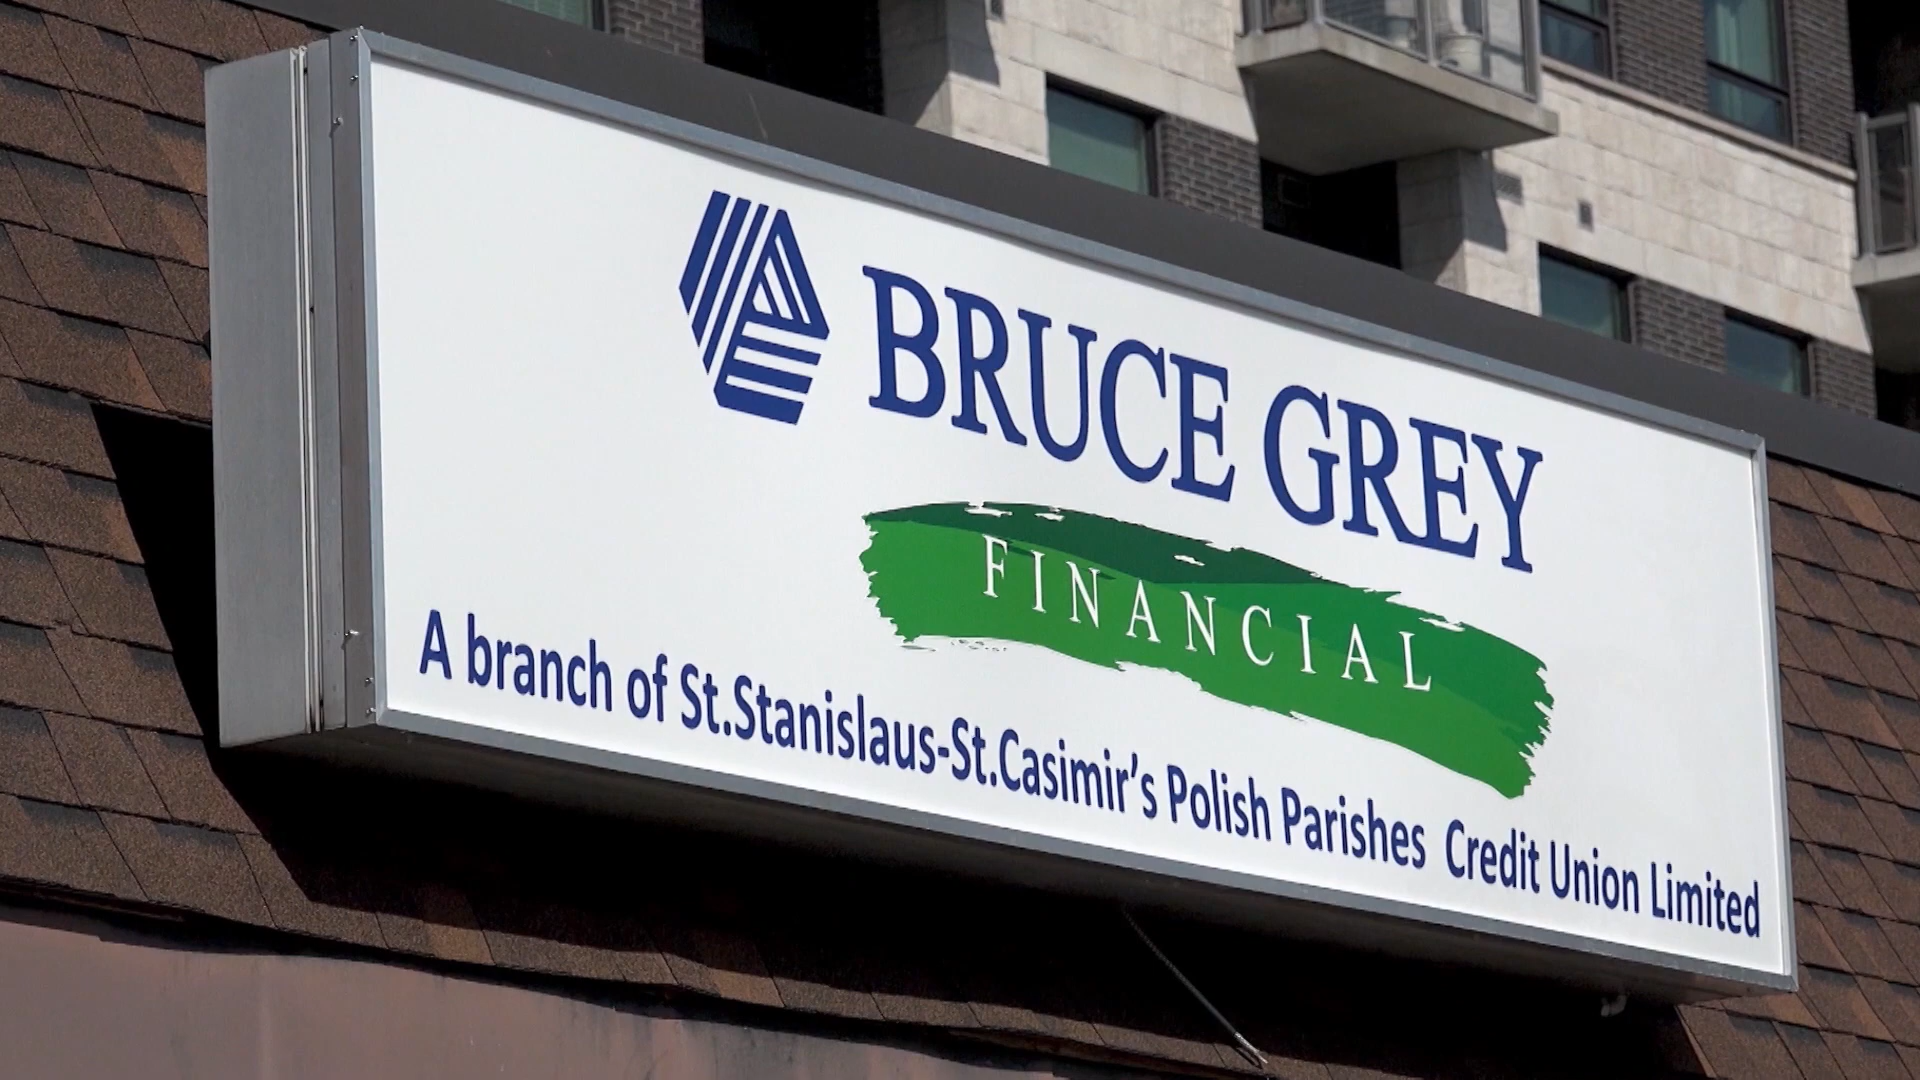 BRUCE GREY
FINANCIAL
A branch of St.Stanislaus-St.Casimir's Polish Parishes Credit Union Limited